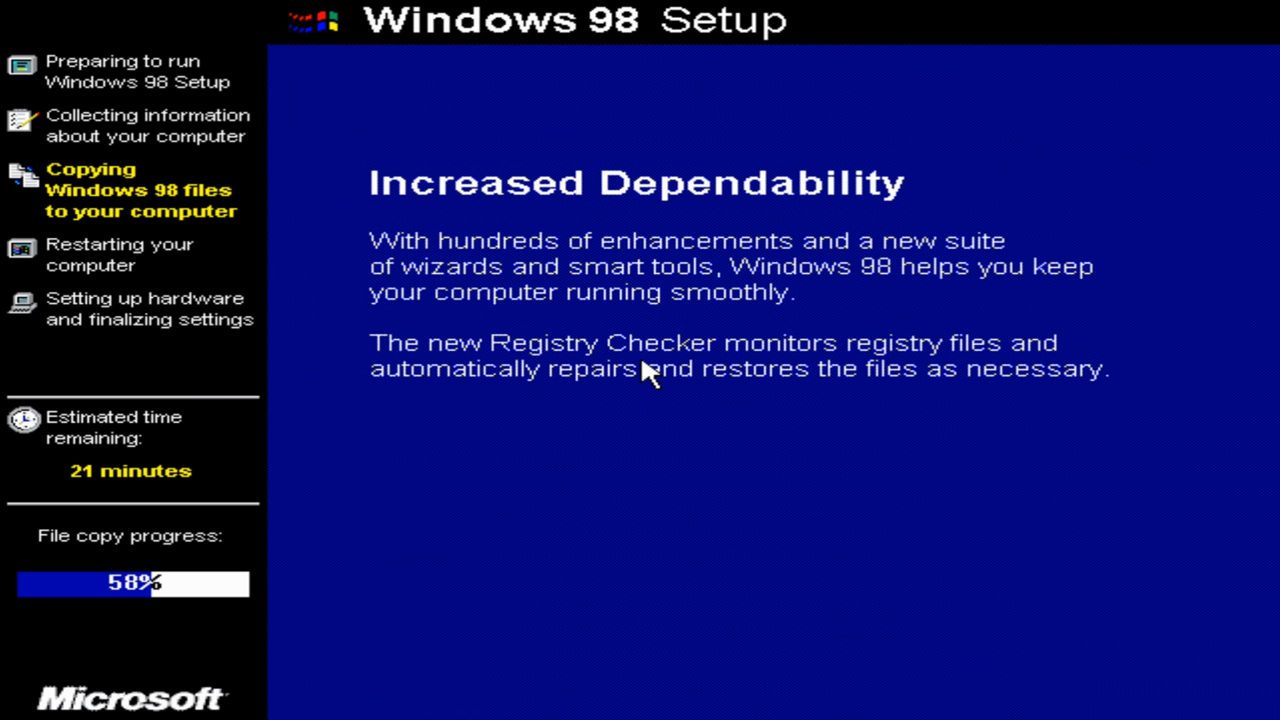 Windows 98 Setup
Preparing to run
Windows 98 Setup
Collecting information
about your computer
Copying
Windows 98 files
to your computer
Restarting your
computer
Setting up hardware
and finalizing settings
Estimated time
remaining:
21 minutes
File copy progress:
58%
Microsoft
Increased Dependability
With hundreds of enhancements and a new suite
of wizards and smart tools, Windows 98 helps you keep
your computer running smoothly.
The new Registry Checker monitors registry files and
automatically repairs and restores the files as necessary.